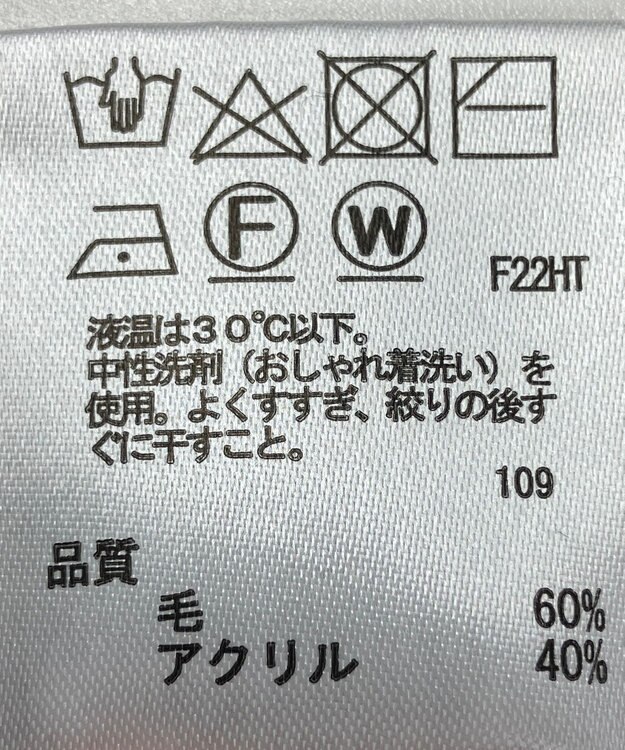 F W
F22HT
液温は30℃以下。
中性洗剤（おしゃれ着洗い）を
使用。よくすすぎ、絞りの後す
ぐに干すこと。
109
品質
毛 60%
アクリル 40%